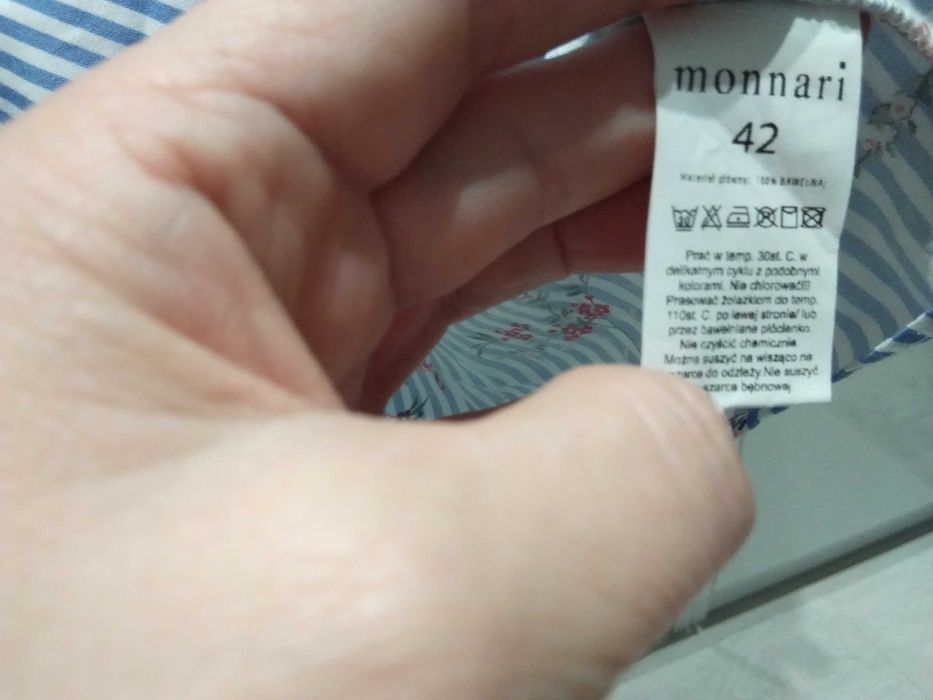 monnari
42
Materiał główny: 100% BAWEŁNA;
Prać w temp. 30st. C. w
delikatnym cyklu z podobnymi
kolorami. Nie chlorować!!!
Prasować żelazkiem do temp.
110st. C. po lewej stronie/ lub
przez bawełniane płócienko.
Nie czyścić chemicznie.
Można suszyć na wisząco na
do odzieży.Nie suszyć
bębnowej.